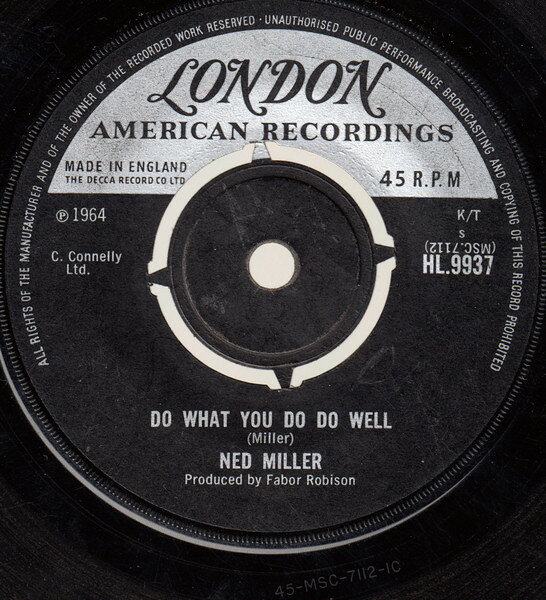 ALL RIGHTS OF THE MANUFACTURER AND OF THE OWNER OF THE RECORDED WORK RESERVED · UNAUTHORISED PUBLIC PERFORMANCE BROADCASTING AND COPYING OF THIS RECORD PROHIBITED
LONDON
AMERICAN RECORDINGS
MADE IN ENGLAND
THE DECCA RECORD CO LTD
45 R.P.M
℗ 1964
K/T
s
C. Connelly
Ltd.
(MSC.7112)
HL.9937
DO WHAT YOU DO DO WELL
(Miller)
NED MILLER
Produced by Fabor Robison
45-MSC-7112-1C